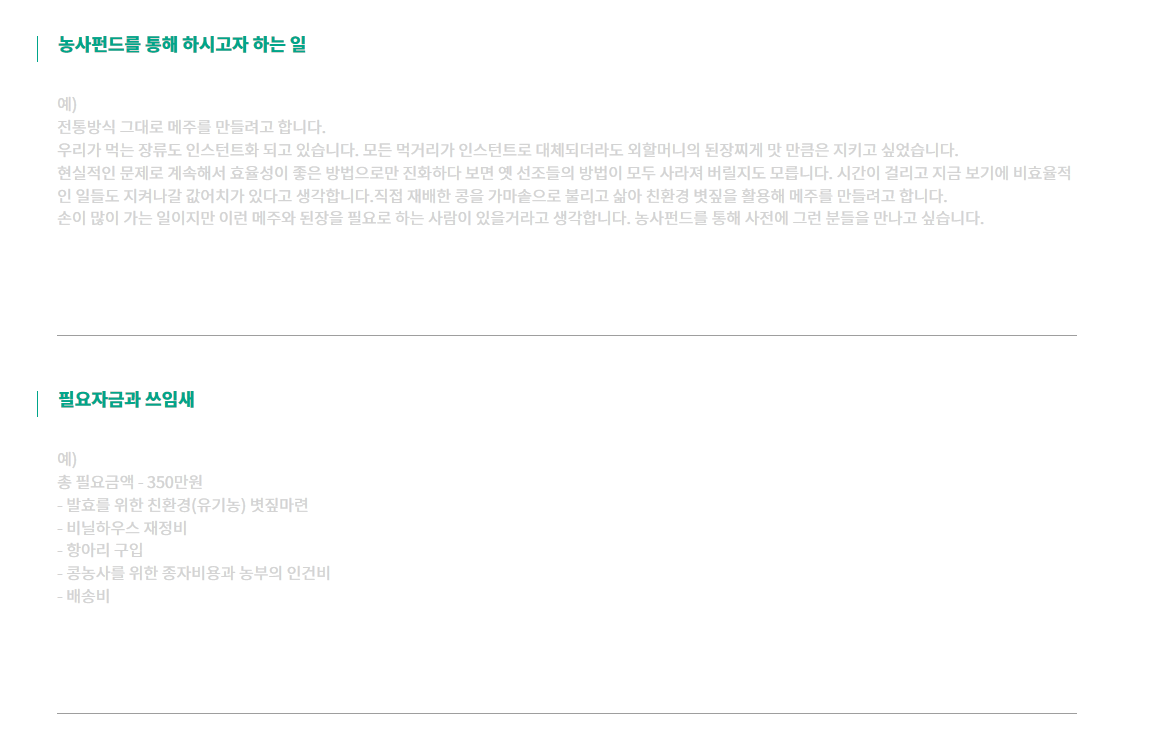 농사펀드를 통해 하시고자 하는 일
예)
전통방식 그대로 메주를 만들려고 합니다.
우리가 먹는 장류도 인스턴트화 되고 있습니다. 모든 먹거리가 인스턴트로 대체되더라도 외할머니의 된장찌게 맛 만큼은 지키고 싶었습니다.
현실적인 문제로 계속해서 효율성이 좋은 방법으로만 진화하다 보면 옛 선조들의 방법이 모두 사라져 버릴지도 모릅니다. 시간이 걸리고 지금 보기에 비효율적
인 일들도 지켜나갈 값어치가 있다고 생각합니다.직접 재배한 콩을 가마솥으로 불리고 삶아 친환경 볏짚을 활용해 메주를 만들려고 합니다.
손이 많이 가는 일이지만 이런 메주와 된장을 필요로 하는 사람이 있을거라고 생각합니다. 농사펀드를 통해 사전에 그런 분들을 만나고 싶습니다.
필요자금과 쓰임새
예)
총 필요금액 - 350만원
- 발효를 위한 친환경(유기농) 볏짚마련
- 비닐하우스 재정비
- 항아리 구입
- 콩농사를 위한 종자비용과 농부의 인건비
- 배송비